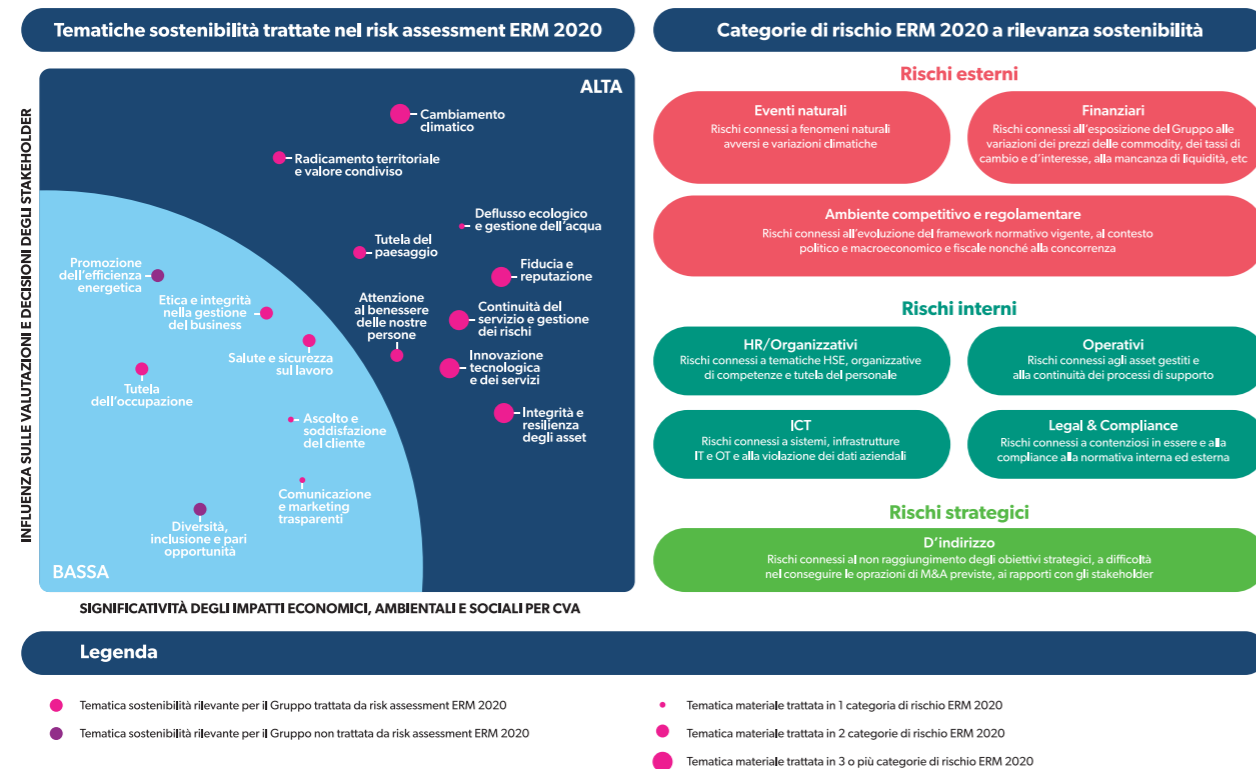 Tematiche sostenibilità trattate nel risk assessment ERM 2020
INFLUENZA SULLE VALUTAZIONI E DECISIONI DEGLI STAKEHOLDER
ALTA
Cambiamento
climatico
Radicamento territoriale
e valore condiviso
Deflusso ecologico
e gestione dell'acqua
Tutela del
paesaggio
Fiducia e
reputazione
Promozione
dell'efficienza
energetica
Etica e integrità
nella gestione
del business
Attenzione
al benessere
delle nostre
persone
Continuità del
servizio e gestione
dei rischi
Salute e sicurezza
sul lavoro
Innovazione
tecnologica
e dei servizi
Tutela
dell'occupazione
Ascolto e
soddisfazione
del cliente
Integrità e
resilienza
degli asset
Comunicazione
e marketing
trasparenti
Diversità,
inclusione e pari
opportunità
BASSA
SIGNIFICATIVITÀ DEGLI IMPATTI ECONOMICI, AMBIENTALI E SOCIALI PER CVA
Categorie di rischio ERM 2020 a rilevanza sostenibilità
Rischi esterni
Eventi naturali
Rischi connessi a fenomeni naturali
avversi e variazioni climatiche
Finanziari
Rischi connessi all'esposizione del Gruppo alle
variazioni dei prezzi delle commodity, dei tassi di
cambio e d'interesse, alla mancanza di liquidità, etc
Ambiente competitivo e regolamentare
Rischi connessi all'evoluzione del framework normativo vigente, al contesto
politico e macroeconomico e fiscale nonché alla concorrenza
Rischi interni
HR/Organizzativi
Rischi connessi a tematiche HSE, organizzative
di competenze e tutela del personale
Operativi
Rischi connessi agli asset gestiti e
alla continuità dei processi di supporto
ICT
Rischi connessi a sistemi, infrastrutture
IT e OT e alla violazione dei dati aziendali
Legal & Compliance
Rischi connessi a contenziosi in essere e alla
compliance alla normativa interna ed esterna
Rischi strategici
D'indirizzo
Rischi connessi al non raggiungimento degli obiettivi strategici, a difficoltà
nel conseguire le oprazioni di M&A previste, ai rapporti con gli stakeholder
Legenda
Tematica sostenibilità rilevante per il Gruppo trattata da risk assessment ERM 2020
Tematica sostenibilità rilevante per il Gruppo non trattata da risk assessment ERM 2020
Tematica materiale trattata in 1 categoria di rischio ERM 2020
Tematica materiale trattata in 2 categorie di rischio ERM 2020
Tematica materiale trattata in 3 o più categorie di rischio ERM 2020